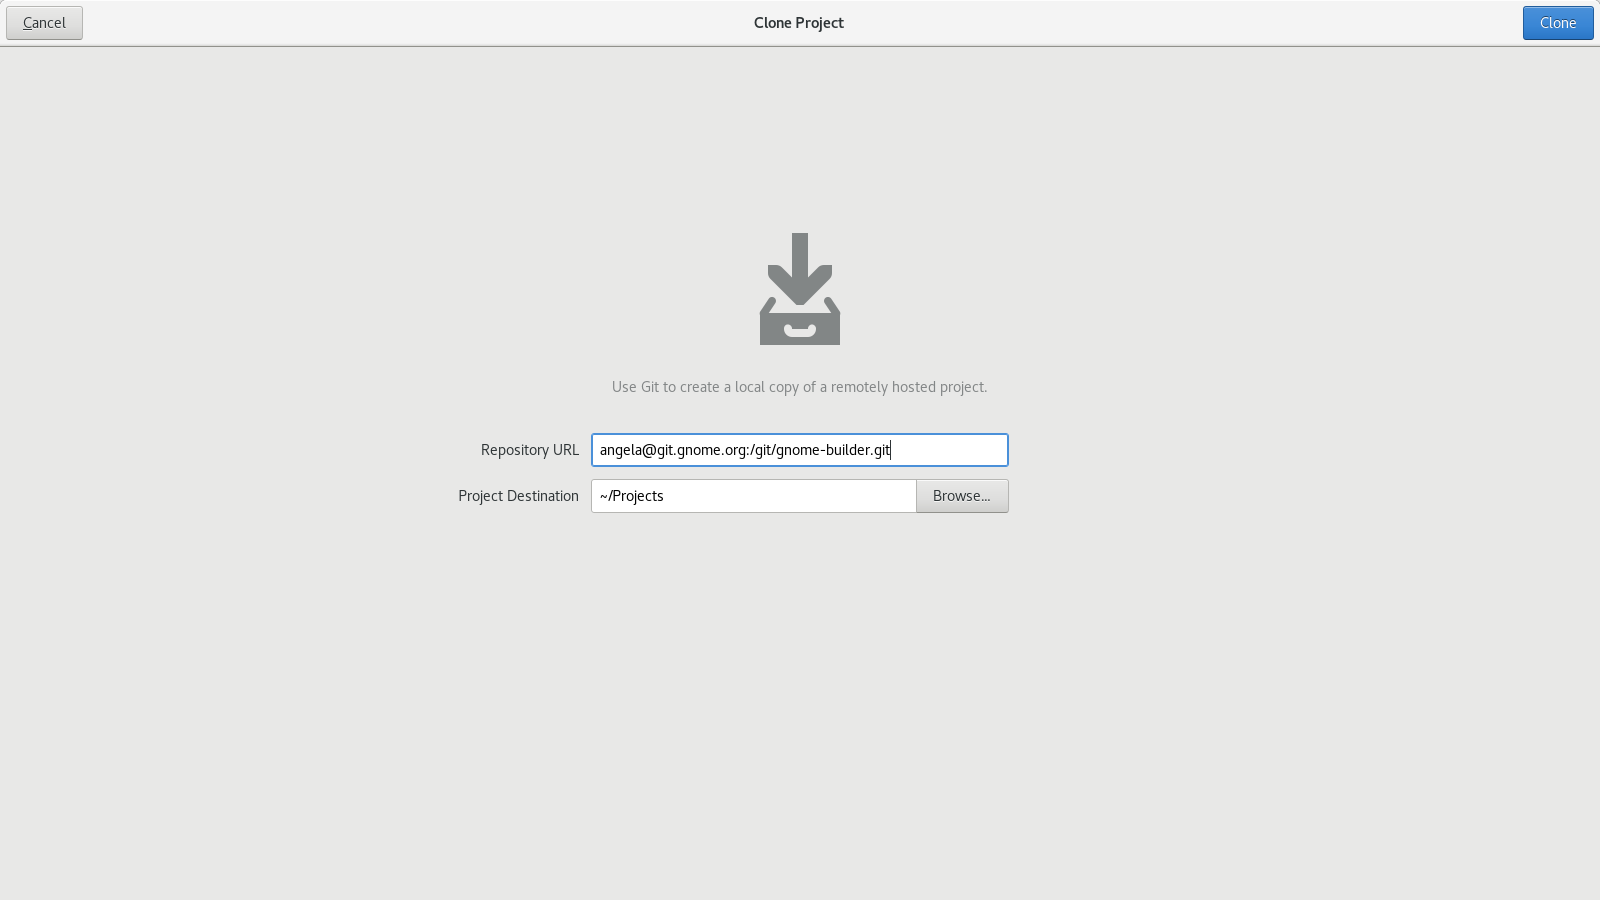 Cancel
Clone Project
Clone
Use Git to create a local copy of a remotely hosted project.
Repository URL
angela@git.gnome.org:/git/gnome-builder.git
Project Destination
~/Projects
Browse...